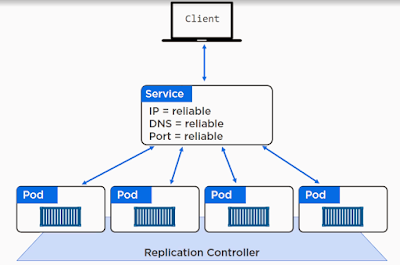 Client
Service
IP = reliable
DNS = reliable
Port = reliable
Pod
Pod
Pod
Pod
Replication Controller